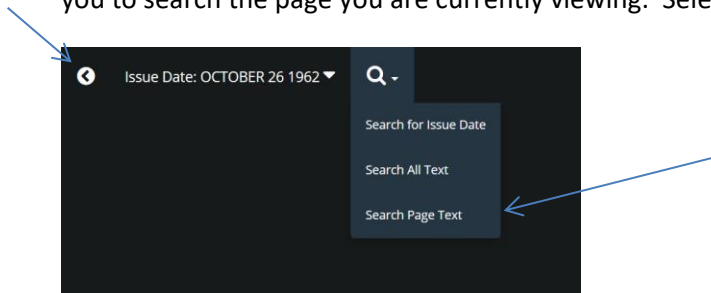 you to search the page you are currently viewing. Sele
Issue Date: OCTOBER 26 1962
Search for Issue Date
Search All Text
Search Page Text